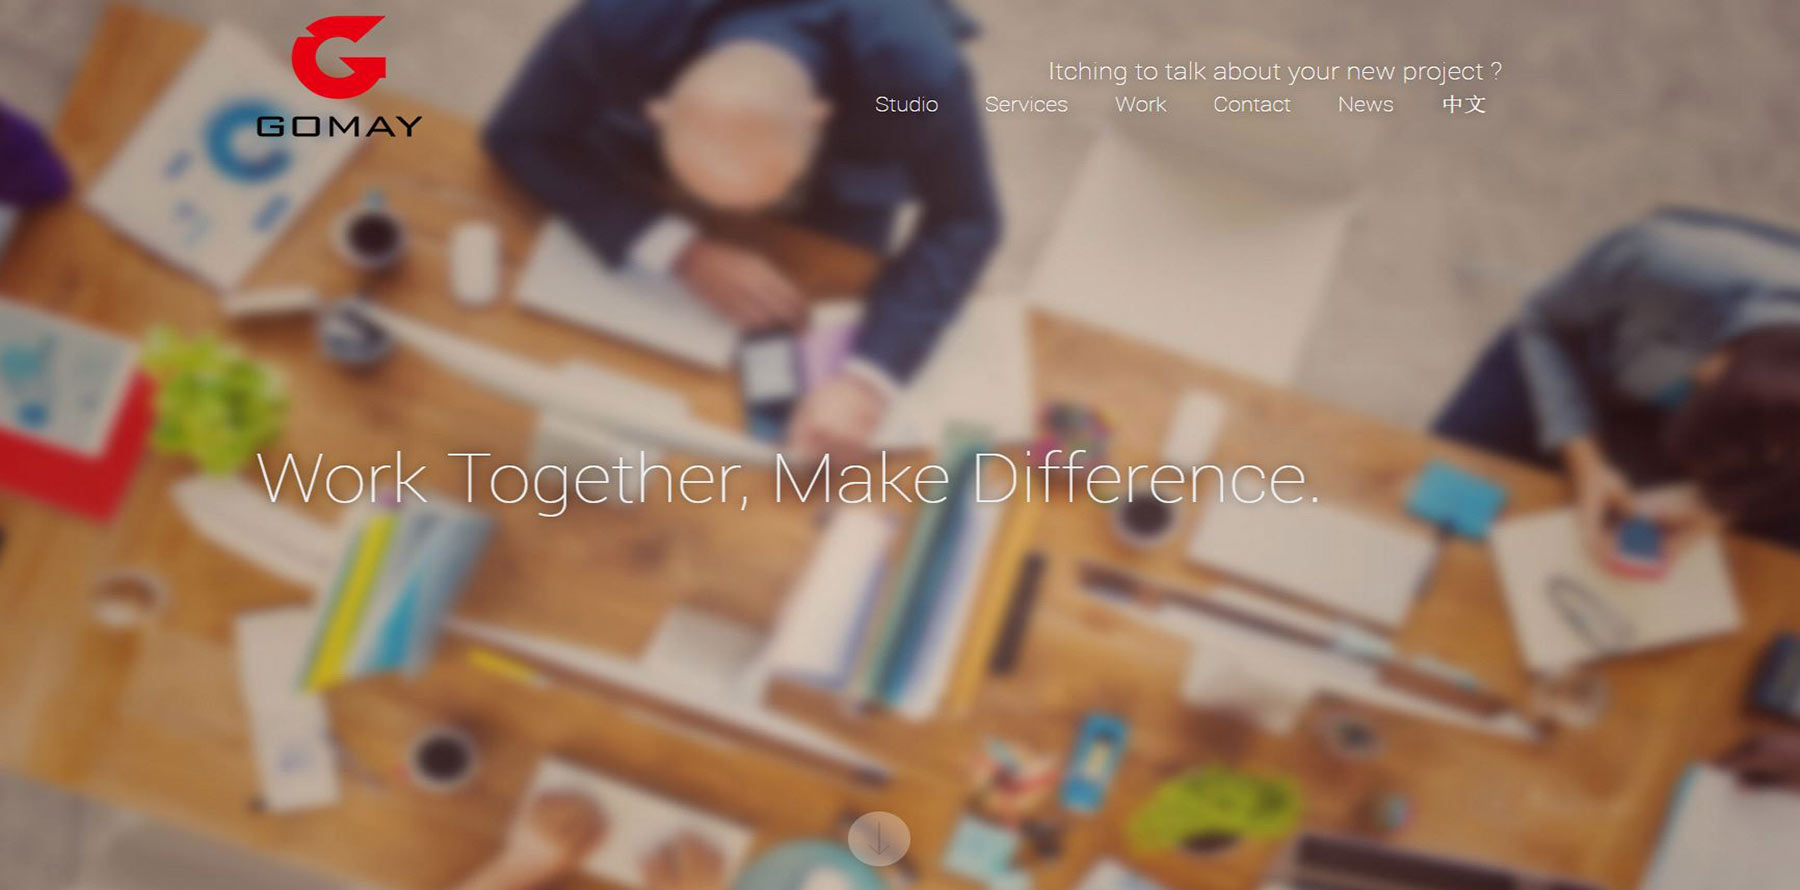 GOMAY
Itching to talk about your new project ?
Studio Services Work Contact News 中文
Work Together, Make Difference.